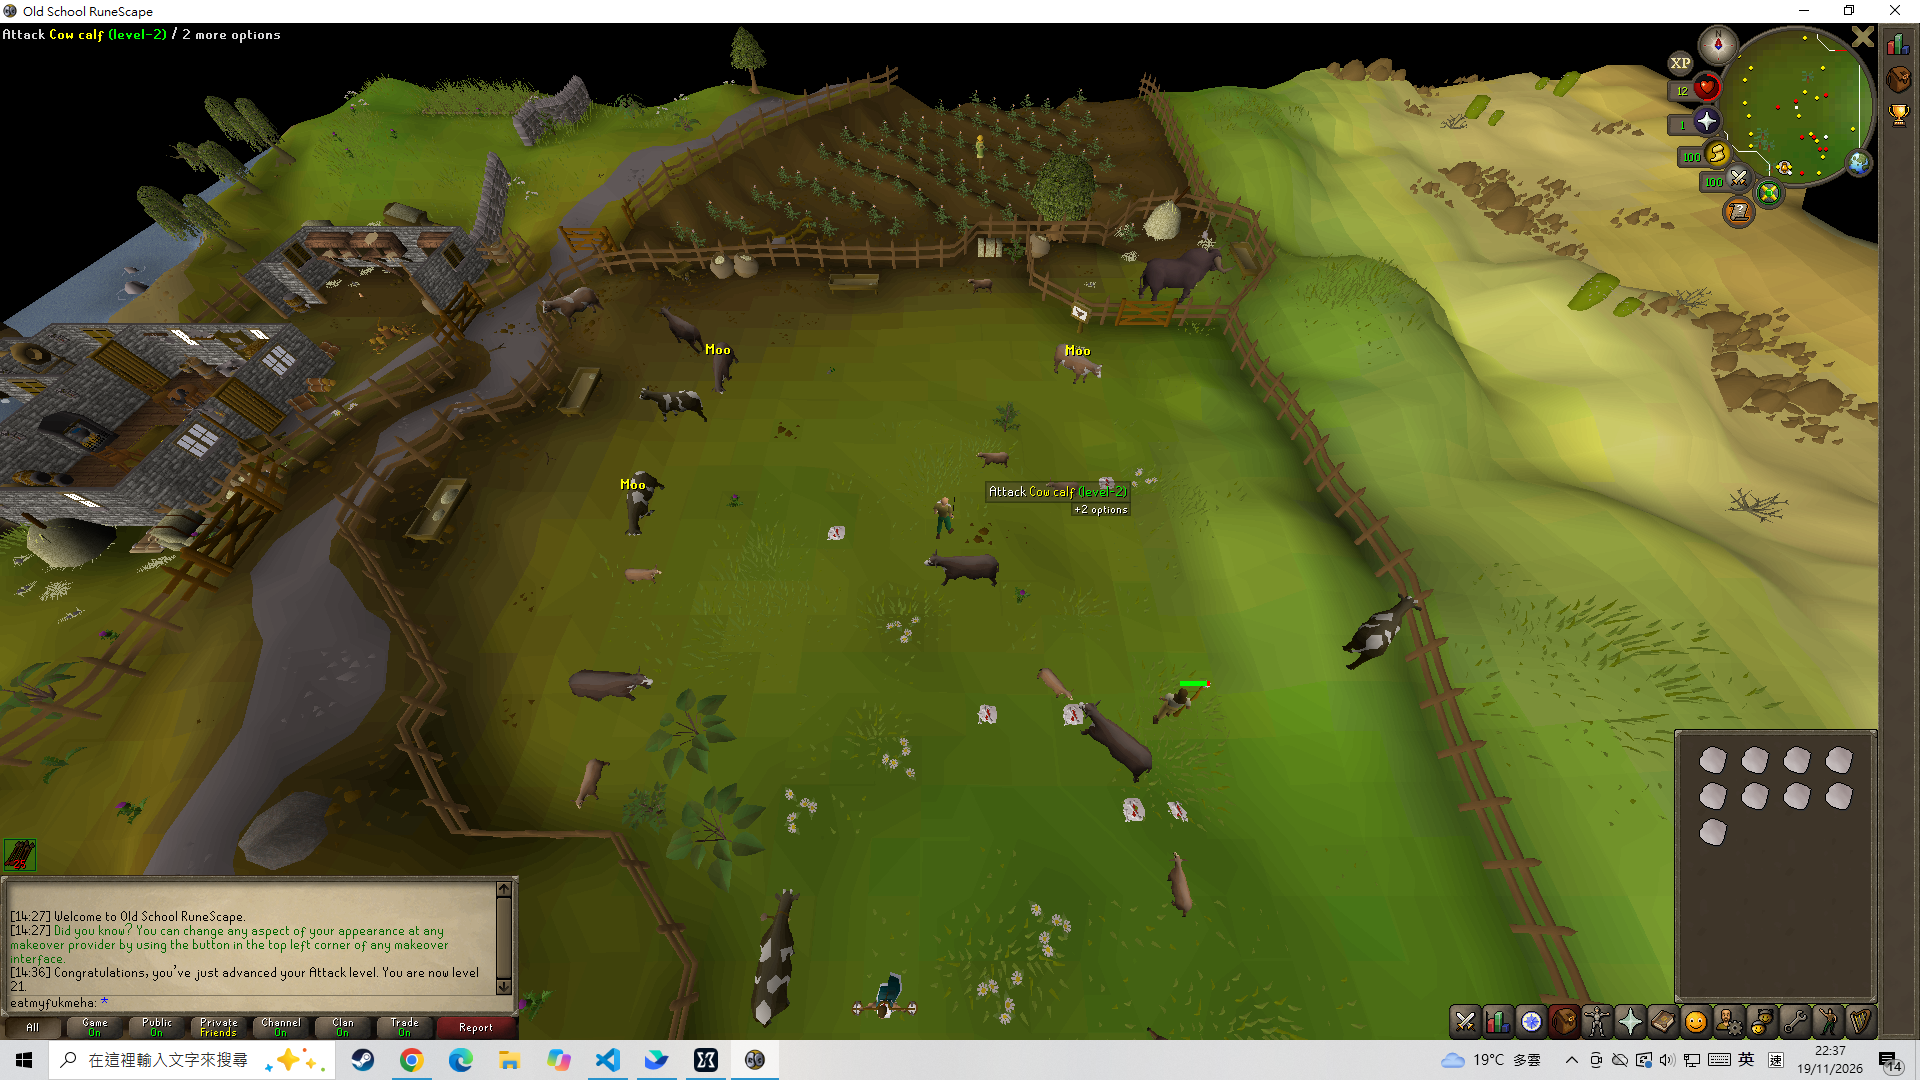 Old School RuneScape
Attack Cow calf (level-2) / 2 more options
N
XP
12
1
100
100
Moo
Moo
Moo
Attack Cow calf (level-2)
+2 options
25
[14:27] Welcome to Old School RuneScape.
[14:27] Did you know? You can change any aspect of your appearance at any
makeover provider by using the button in the top left corner of any makeover
interface.
[14:36] Congratulations, you've just advanced your Attack level. You are now level
21.
eatmyfukmeha: *
All
Game
On
Public
On
Private
Friends
Channel
On
Clan
On
Trade
On
Report
在這裡輸入文字來搜尋
19°C 多雲
英
速
22:37
19/11/2026
14